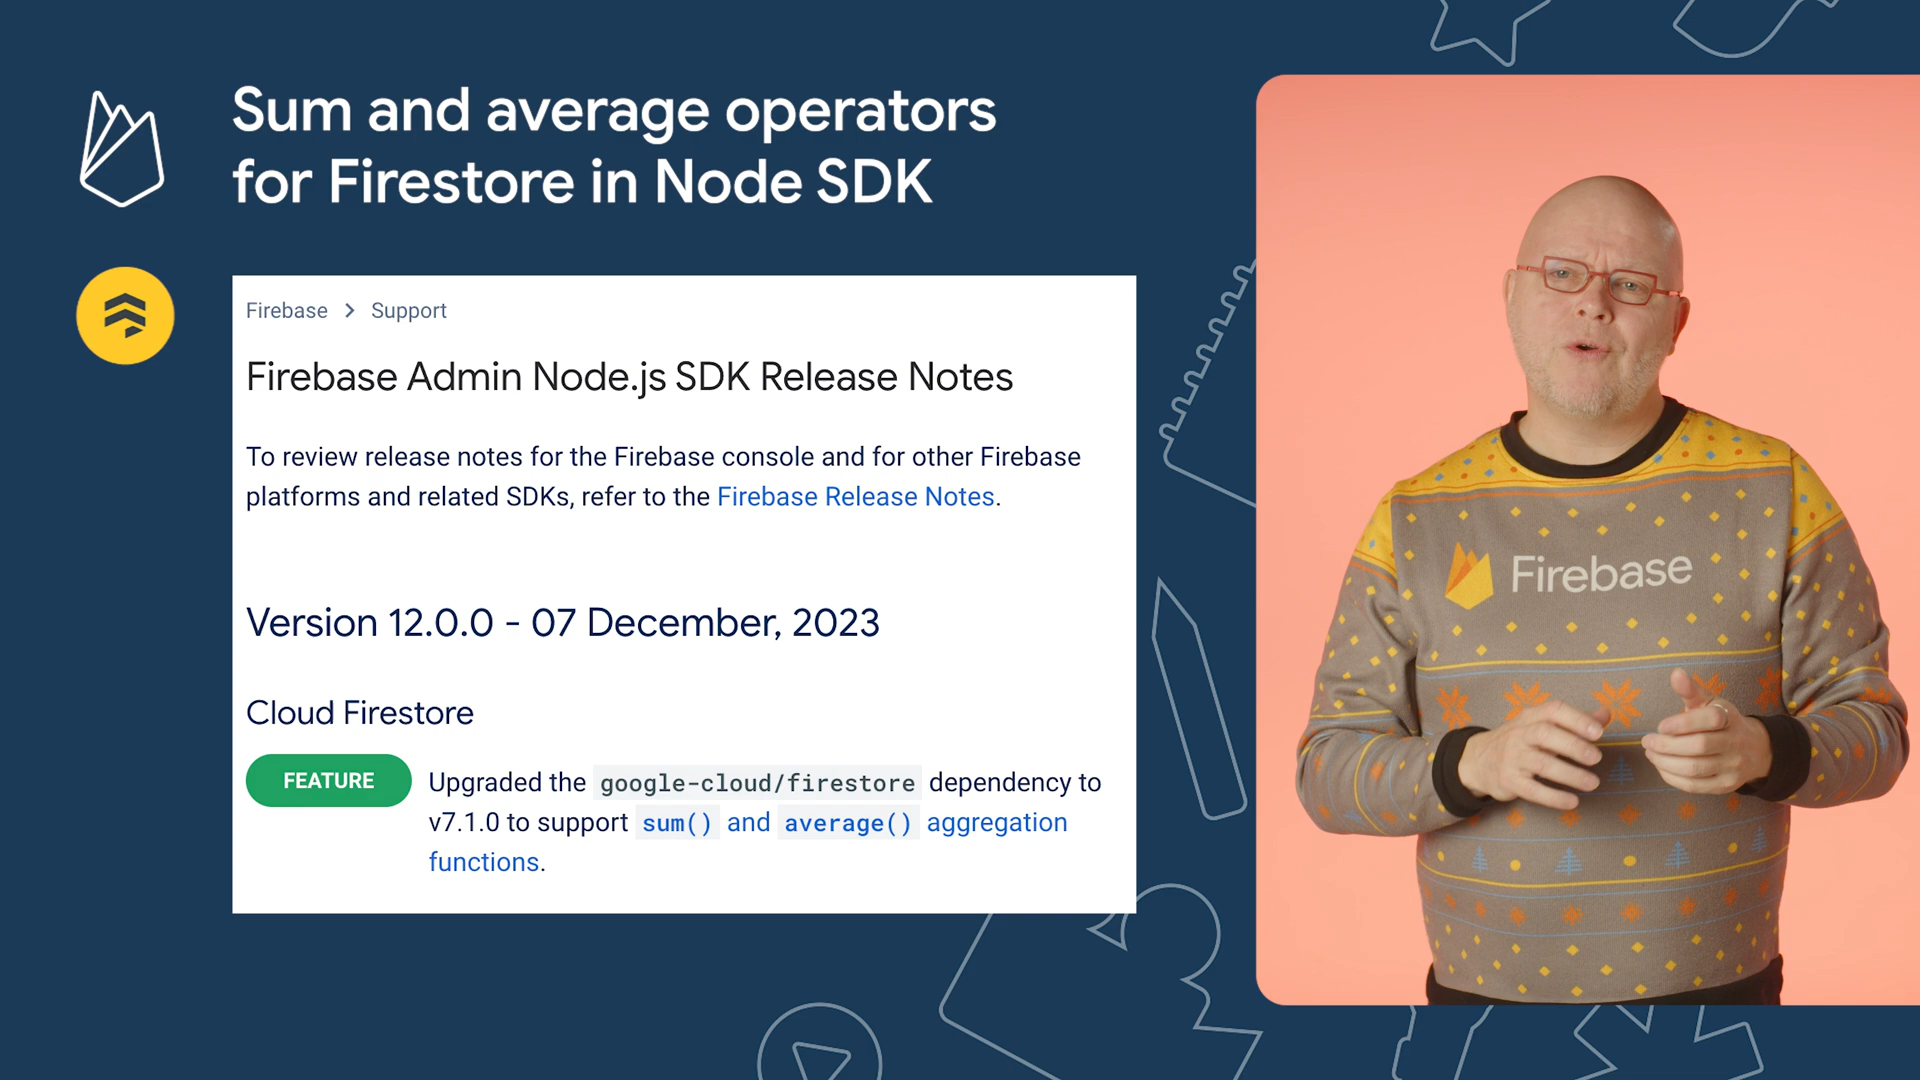 Sum and average operators
for Firestore in Node SDK
Firebase > Support
Firebase Admin Node.js SDK Release Notes
To review release notes for the Firebase console and for other Firebase
platforms and related SDKs, refer to the Firebase Release Notes.
Version 12.0.0 - 07 December, 2023
Cloud Firestore
FEATURE
Upgraded the google-cloud/firestore dependency to
v7.1.0 to support sum() and average() aggregation
functions.
Firebase